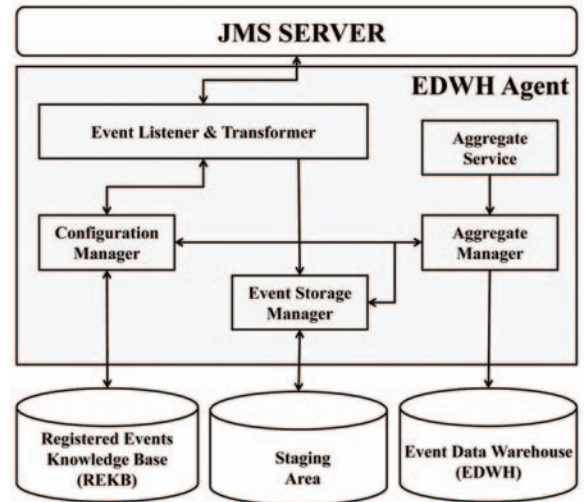 JMS SERVER
EDWH Agent
Event Listener & Transformer
Aggregate
Service
Configuration
Manager
Aggregate
Manager
Event Storage
Manager
Registered Events
Knowledge Base
(REKB)
Staging
Area
Event Data Warehouse
(EDWH)